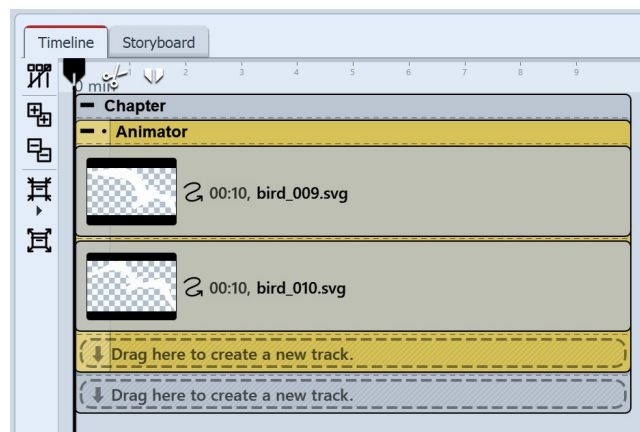 Timeline Storyboard
1 2 3 4 5 6 7 8 9
0 min
Chapter
Animator
00:10, bird_009.svg
00:10, bird_010.svg
Drag here to create a new track.
Drag here to create a new track.